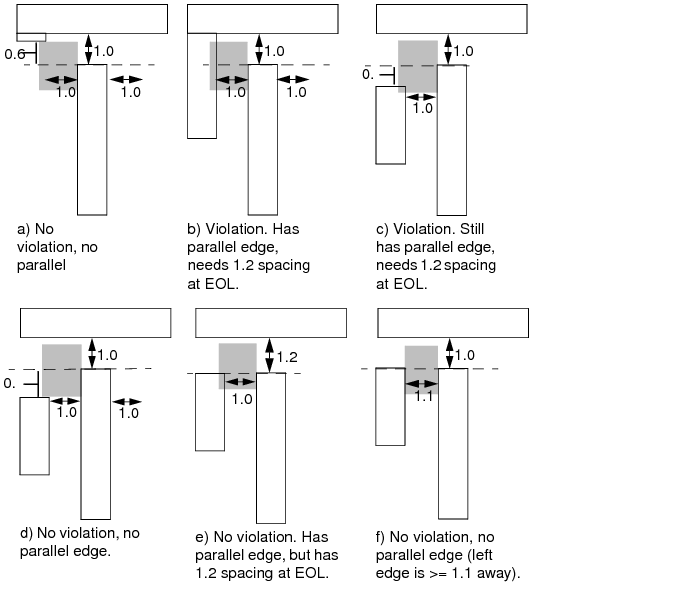 1.0
0.6
1.0
1.0
a) No
violation, no
parallel
1.0
1.0
1.0
b) Violation. Has
parallel edge,
needs 1.2 spacing
at EOL.
1.0
0.
1.0
c) Violation. Still
has parallel edge,
needs 1.2 spacing
at EOL.
1.0
0.
1.0
1.0
d) No violation, no
parallel edge.
1.2
1.0
e) No violation. Has
parallel edge, but has
1.2 spacing at EOL.
1.0
1.1
f) No violation, no
parallel edge (left
edge is >= 1.1 away).